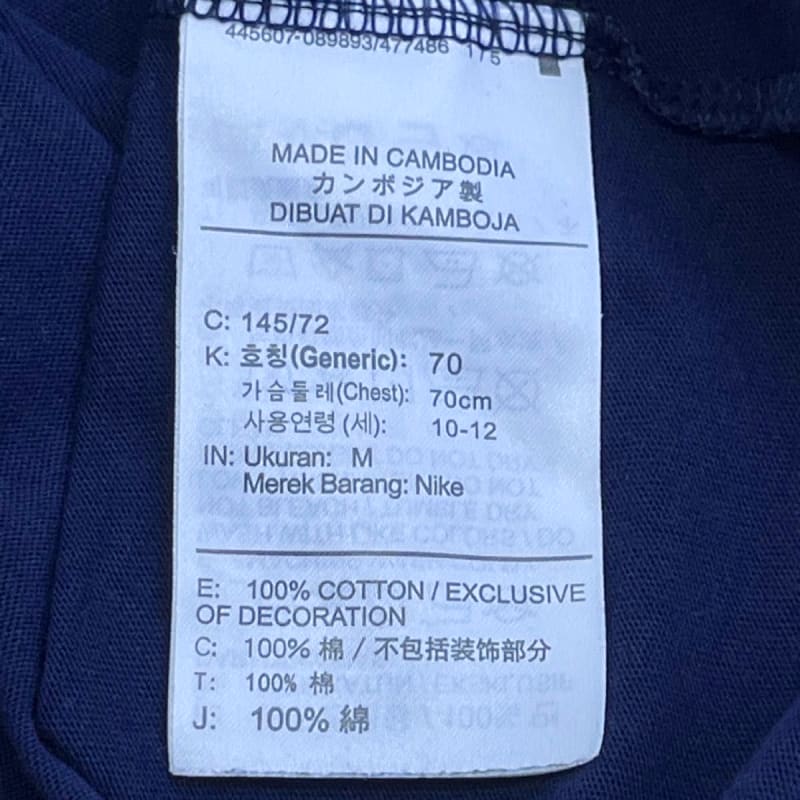 445607-089893/477486 1/5
MADE IN CAMBODIA
カンボジア製
DIBUAT DI KAMBOJA
C: 145/72
K: 호칭(Generic): 70
가슴둘레(Chest): 70cm
사용연령(세): 10-12
IN: Ukuran: M
Merek Barang: Nike
E: 100% COTTON / EXCLUSIVE
OF DECORATION
C: 100% 棉 / 不包括装饰部分
T: 100% 棉
J: 100% 綿